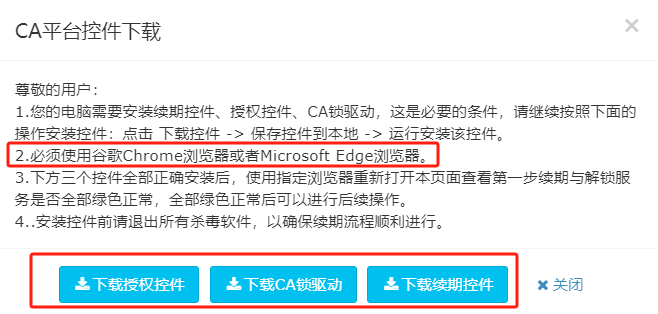 CA平台控件下载
×
尊敬的用户：
1.您的电脑需要安装续期控件、授权控件、CA锁驱动，这是必要的条件，请继续按照下面的
操作安装控件：点击 下载控件 -> 保存控件到本地 -> 运行安装该控件。
2.必须使用谷歌Chrome浏览器或者Microsoft Edge浏览器。
3.下方三个控件全部正确安装后，使用指定浏览器重新打开本页面查看第一步续期与解锁服
务是否全部绿色正常，全部绿色正常后可以进行后续操作。
4..安装控件前请退出所有杀毒软件，以确保续期流程顺利进行。
下载授权控件 下载CA锁驱动 下载续期控件 ✖ 关闭